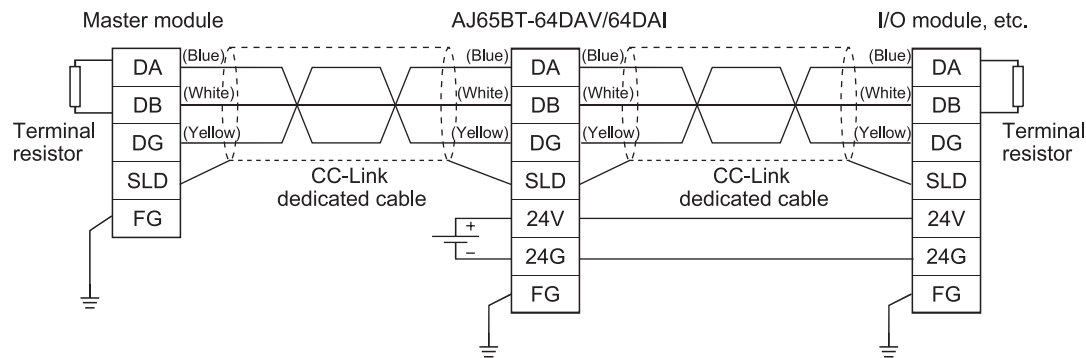 Master module
AJ65BT-64DAV/64DAI
I/O module, etc.
DA
(Blue)
(Blue)
DA
(Blue)
(Blue)
DA
DB
(White)
(White)
DB
(White)
(White)
DB
Terminal
resistor
DG
(Yellow)
(Yellow)
DG
(Yellow)
(Yellow)
DG
Terminal
resistor
SLD
CC-Link
dedicated cable
SLD
CC-Link
dedicated cable
SLD
FG
+
24V
24V
–
24G
24G
FG
FG